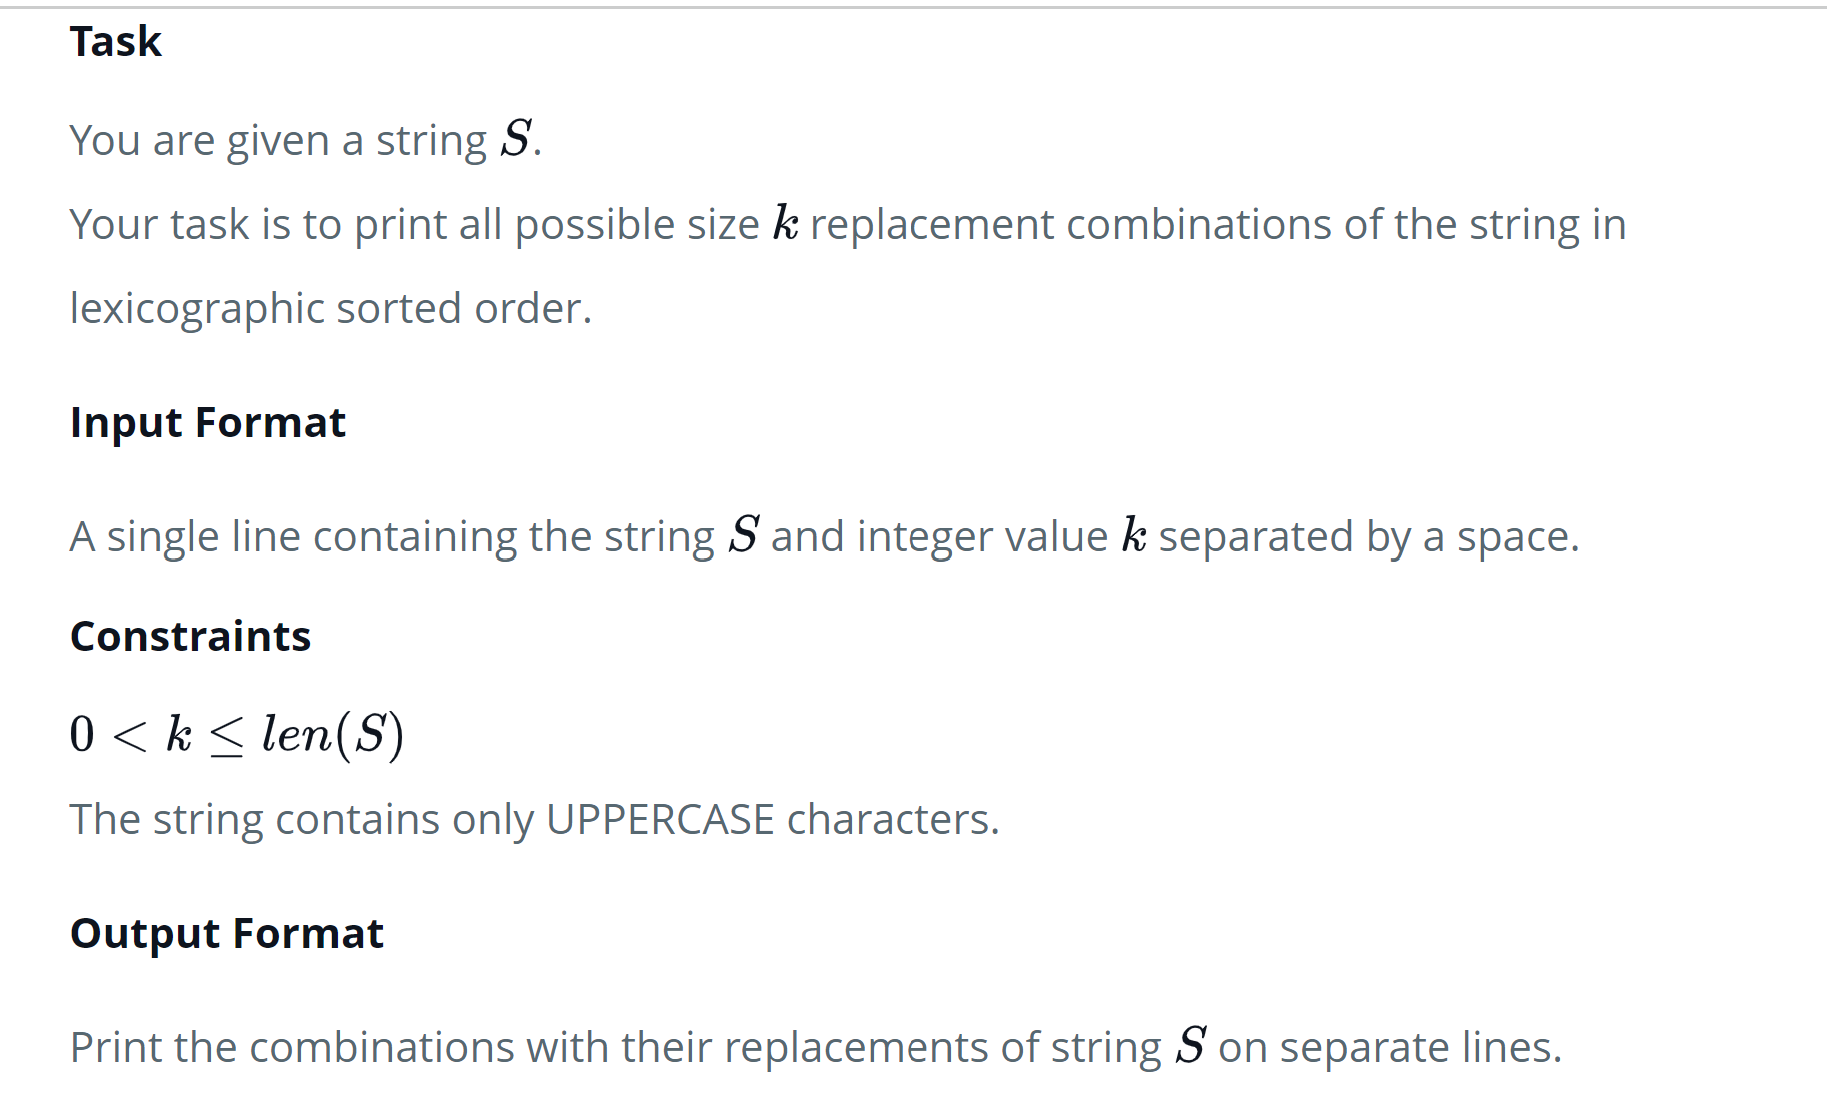 Task
You are given a string S.
Your task is to print all possible size k replacement combinations of the string in
lexicographic sorted order.
Input Format
A single line containing the string S and integer value k separated by a space.
Constraints
0 < k ≤ len(S)
The string contains only UPPERCASE characters.
Output Format
Print the combinations with their replacements of string S on separate lines.